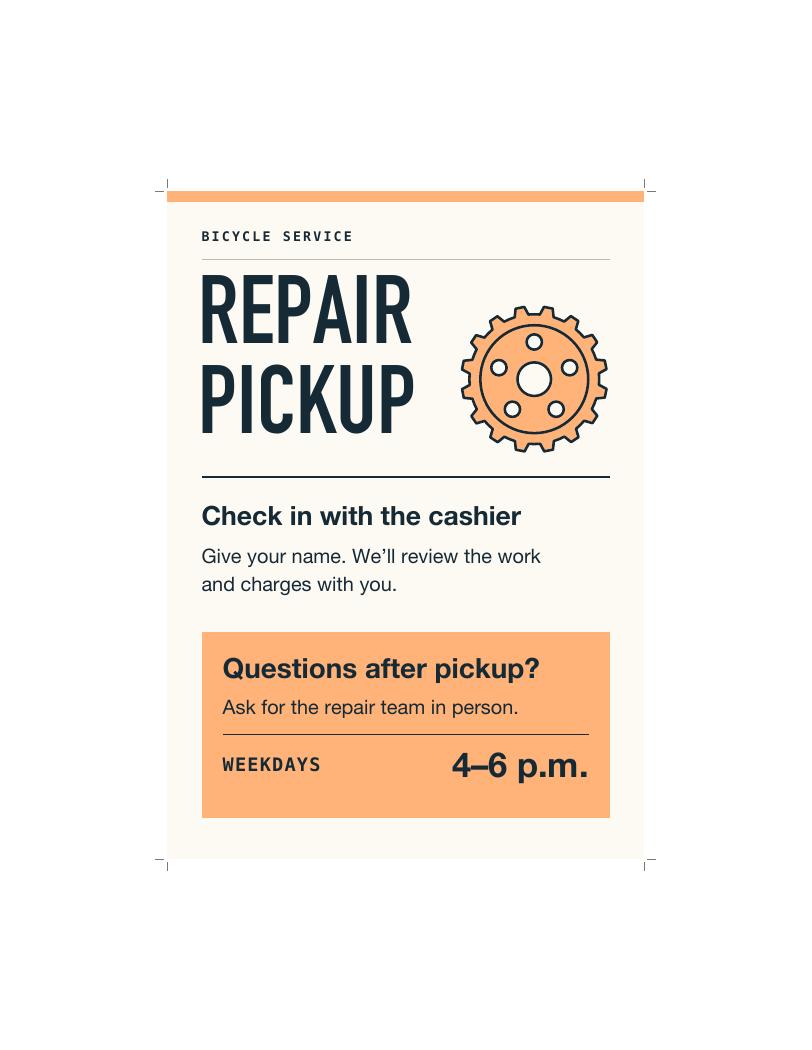 BICYCLE SERVICE
REPAIR
PICKUP
Check in with the cashier
Give your name. We’ll review the work
and charges with you.
Questions after pickup?
Ask for the repair team in person.
WEEKDAYS 4–6 p.m.